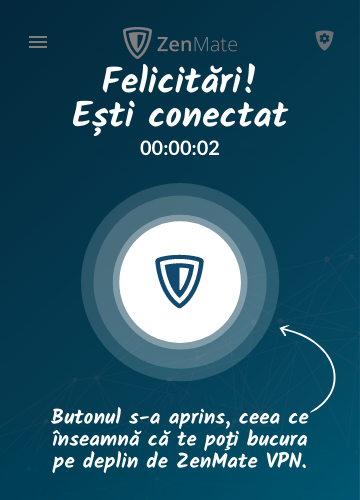 ZenMate
Felicitări!
Ești conectat
00:00:02
Butonul s-a aprins, ceea ce
înseamnă că te poți bucura
pe deplin de ZenMate VPN.